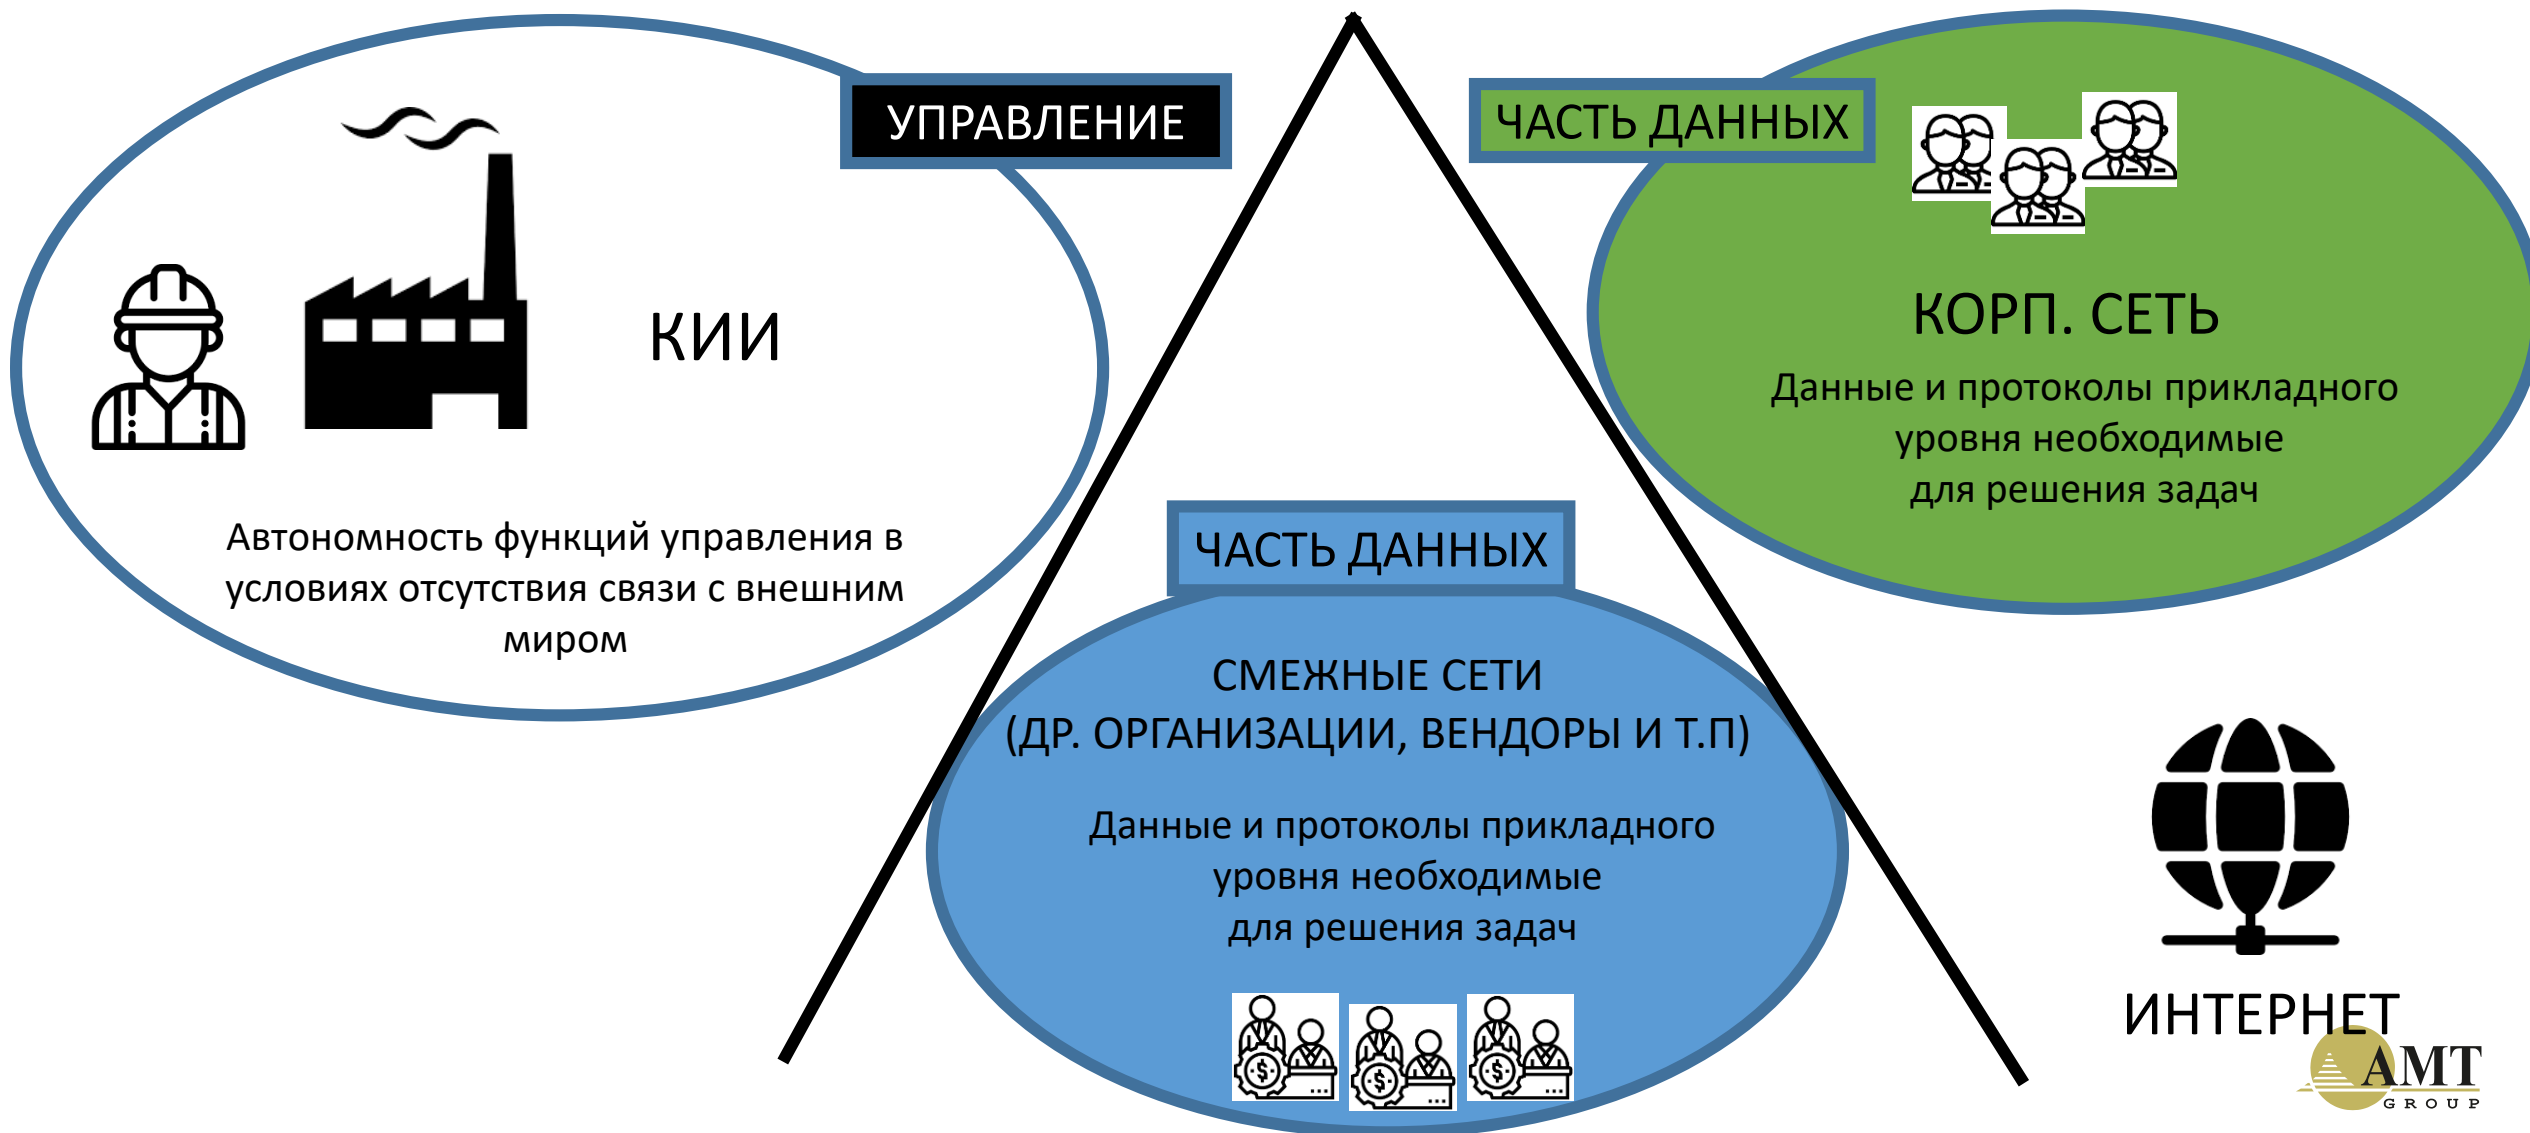 УПРАВЛЕНИЕ
КИИ
Автономность функций управления в
условиях отсутствия связи с внешним
миром
ЧАСТЬ ДАННЫХ
КОРП. СЕТЬ
Данные и протоколы прикладного
уровня необходимые
для решения задач
ЧАСТЬ ДАННЫХ
СМЕЖНЫЕ СЕТИ
(ДР. ОРГАНИЗАЦИИ, ВЕНДОРЫ И Т.П)
Данные и протоколы прикладного
уровня необходимые
для решения задач
ИНТЕРНЕТ
AMT
GROUP